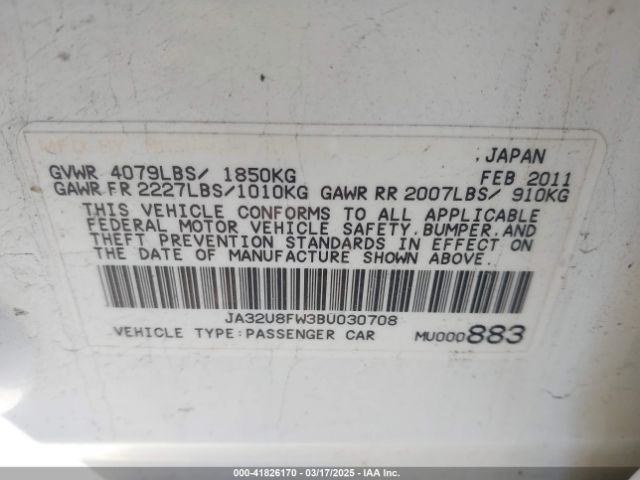 , JAPAN
GVWR 4079LBS/ 1850KG FEB 2011
GAWR FR 2227LBS/1010KG GAWR RR 2007LBS/ 910KG
THIS VEHICLE CONFORMS TO ALL APPLICABLE
FEDERAL MOTOR VEHICLE SAFETY, BUMPER, AND
THEFT PREVENTION STANDARDS IN EFFECT ON
THE DATE OF MANUFACTURE SHOWN ABOVE.
JA32U8FW3BU030708
VEHICLE TYPE:PASSENGER CAR MU000883
000-41826170 — 03/17/2025 — IAA, Inc.